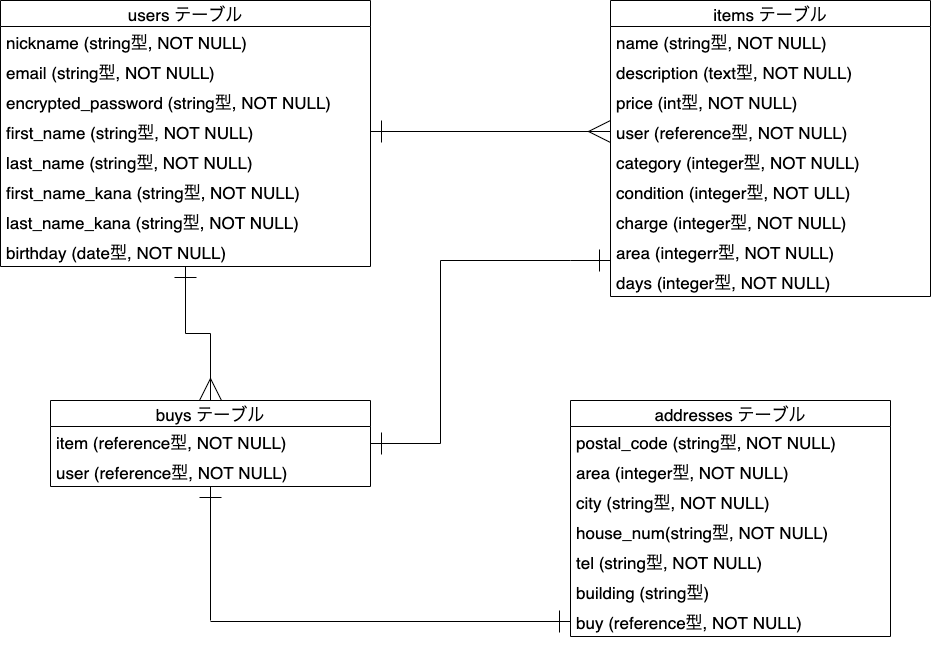 users テーブル
nickname (string型, NOT NULL)
email (string型, NOT NULL)
encrypted_password (string型, NOT NULL)
first_name (string型, NOT NULL)
last_name (string型, NOT NULL)
first_name_kana (string型, NOT NULL)
last_name_kana (string型, NOT NULL)
birthday (date型, NOT NULL)
items テーブル
name (string型, NOT NULL)
description (text型, NOT NULL)
price (int型, NOT NULL)
user (reference型, NOT NULL)
category (integer型, NOT NULL)
condition (integer型, NOT ULL)
charge (integer型, NOT NULL)
area (integerr型, NOT NULL)
days (integer型, NOT NULL)
buys テーブル
item (reference型, NOT NULL)
user (reference型, NOT NULL)
addresses テーブル
postal_code (string型, NOT NULL)
area (integer型, NOT NULL)
city (string型, NOT NULL)
house_num(string型, NOT NULL)
tel (string型, NOT NULL)
building (string型)
buy (reference型, NOT NULL)